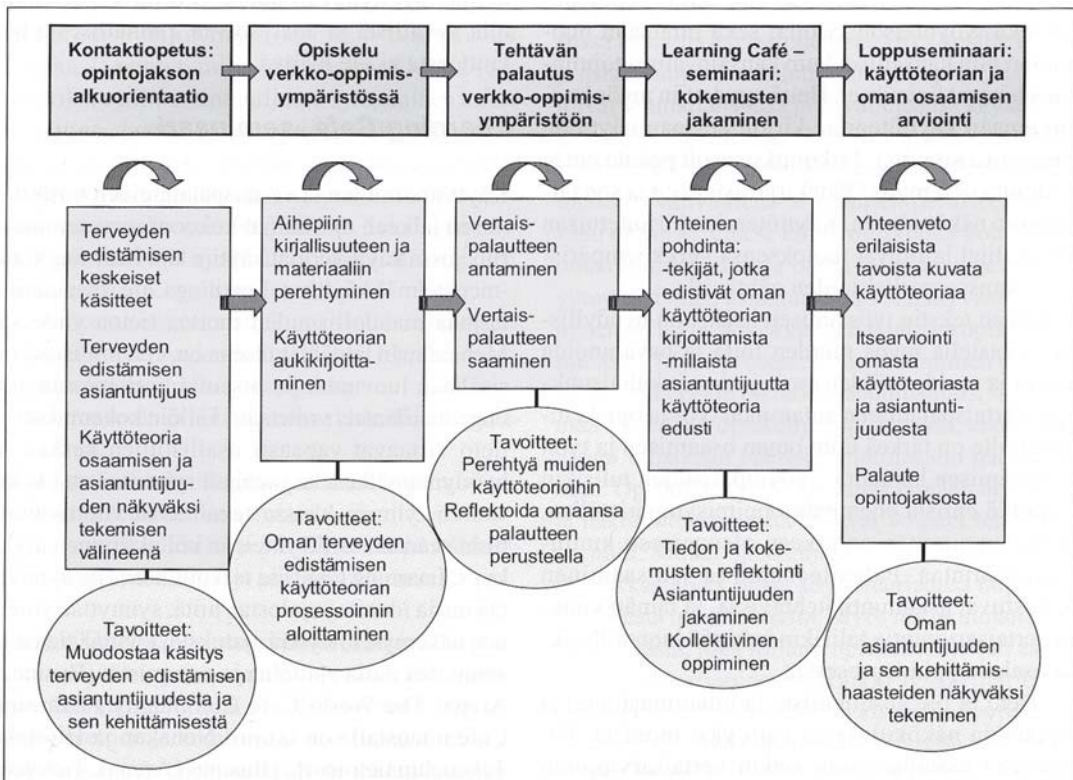 Kontaktiopetus:
opintojakson
alkuorientaatio
Opiskelu
verkko-oppimis-
ympäristössä
Tehtävän
palautus
verkko-oppimis-
ympäristöön
Learning Café –
seminaari:
kokemusten
jakaminen
Loppuseminaari:
käyttöteorian ja
oman osaamisen
arviointi
Terveyden
edistämisen
keskeiset
käsitteet
Terveyden
edistämisen
asiantuntijuus
Käyttöteoria
osaamisen ja
asiantuntijuu-
den näkyväksi
tekemisen
välineenä
Aihepiirin
kirjallisuuteen ja
materiaaliin
perehtyminen
Käyttöteorian
auki kirjoitta-
minen
Vertais-
palautteen
antaminen
Vertais-
palautteen
saaminen
Yhteinen
pohdinta:
-tekijät, jotka
edistivät oman
käyttöteorian
kirjoittamista
-millaista
asiantuntijuutta
käyttöteoria
edusti
Yhteenveto
erilaisista
tavoista kuvata
käyttöteoriaa
Itsearviointi
omasta
käyttöteoriasta
ja asiantunti-
juudesta
Palaute
opintojaksosta
Tavoitteet:
Muodostaa käsitys
terveyden edistämisen
asiantuntijuudesta ja
sen kehittämisestä
Tavoitteet:
Oman terveyden
edistämisen
käyttöteorian
prosessoinnin
aloittaminen
Tavoitteet:
Perehtyä muiden
käyttöteorioihin
Reflektoida omaansa
palautteen
perusteella
Tavoitteet:
Tiedon ja koke-
musten reflektointi
Asiantuntijuuden
jakaminen
Kollektiivinen
oppiminen
Tavoitteet:
Oman
asiantuntijuuden
ja sen kehittämis-
haasteiden näkyväksi
tekeminen